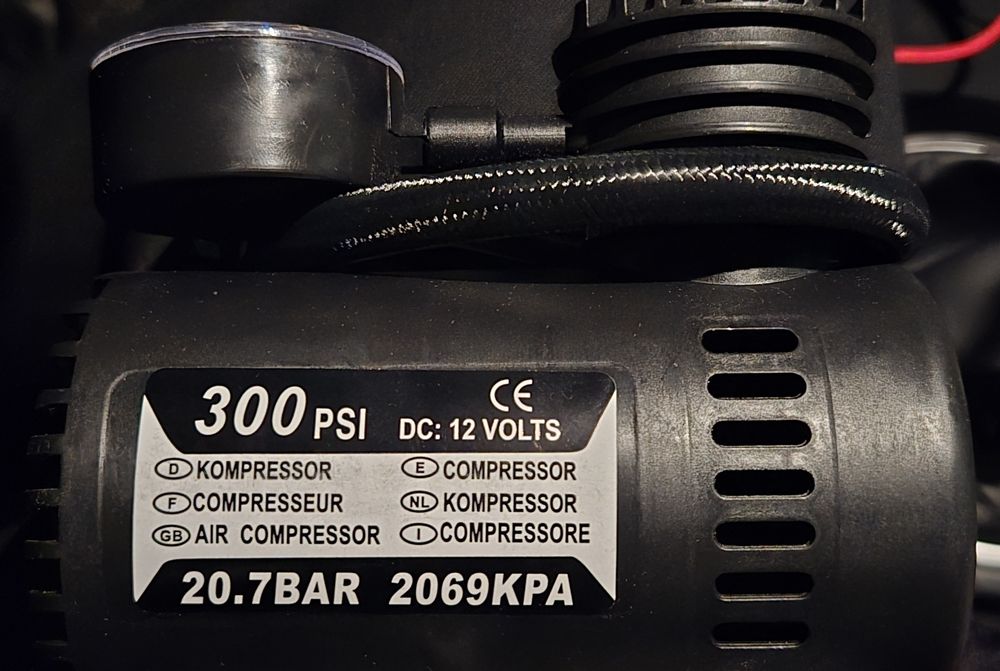 300 PSI CE
DC: 12 VOLTS
D KOMPRESSOR E COMPRESSOR
F COMPRESSEUR NL KOMPRESSOR
GB AIR COMPRESSOR I COMPRESSORE
20.7BAR 2069KPA